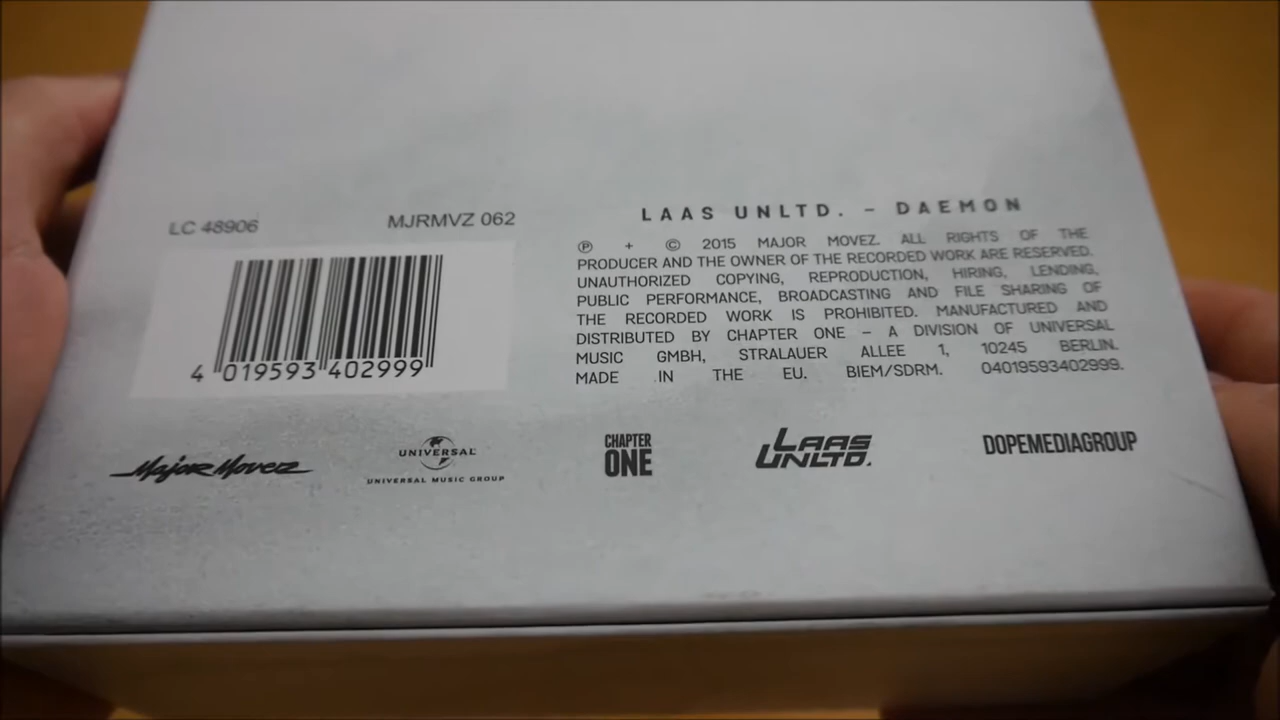 LC 48906
MJRMVZ 062
4 019593 402999
LAAS UNLTD. – DAEMON
℗ + © 2015 MAJOR MOVEZ. ALL RIGHTS OF THE
PRODUCER AND THE OWNER OF THE RECORDED WORK ARE RESERVED.
UNAUTHORIZED COPYING, REPRODUCTION, HIRING, LENDING,
PUBLIC PERFORMANCE, BROADCASTING AND FILE SHARING OF
THE RECORDED WORK IS PROHIBITED. MANUFACTURED AND
DISTRIBUTED BY CHAPTER ONE – A DIVISION OF UNIVERSAL
MUSIC GMBH, STRALAUER ALLEE 1, 10245 BERLIN.
MADE IN THE EU. BIEM/SDRM. 04019593402999.
Major Movez
UNIVERSAL
UNIVERSAL MUSIC GROUP
CHAPTER
ONE
LAAS
UNLTD.
DOPEMEDIAGROUP